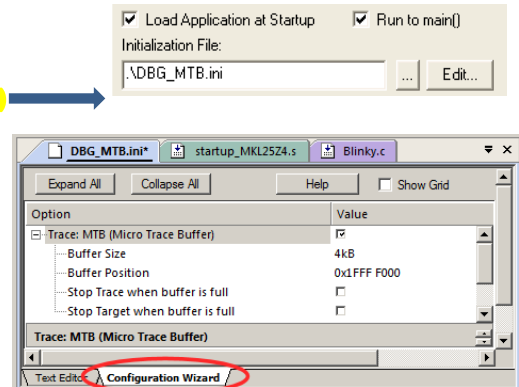 Load Application at Startup Run to main()
Initialization File:
.\DBG_MTB.ini ... Edit...
DBG_MTB.ini* startup_MKL25Z4.s Blinky.c
Expand All Collapse All Help Show Grid
Option Value
Trace: MTB (Micro Trace Buffer)
Buffer Size 4kB
Buffer Position 0x1FFF F000
Stop Trace when buffer is full
Stop Target when buffer is full
Trace: MTB (Micro Trace Buffer)
Text Editor Configuration Wizard